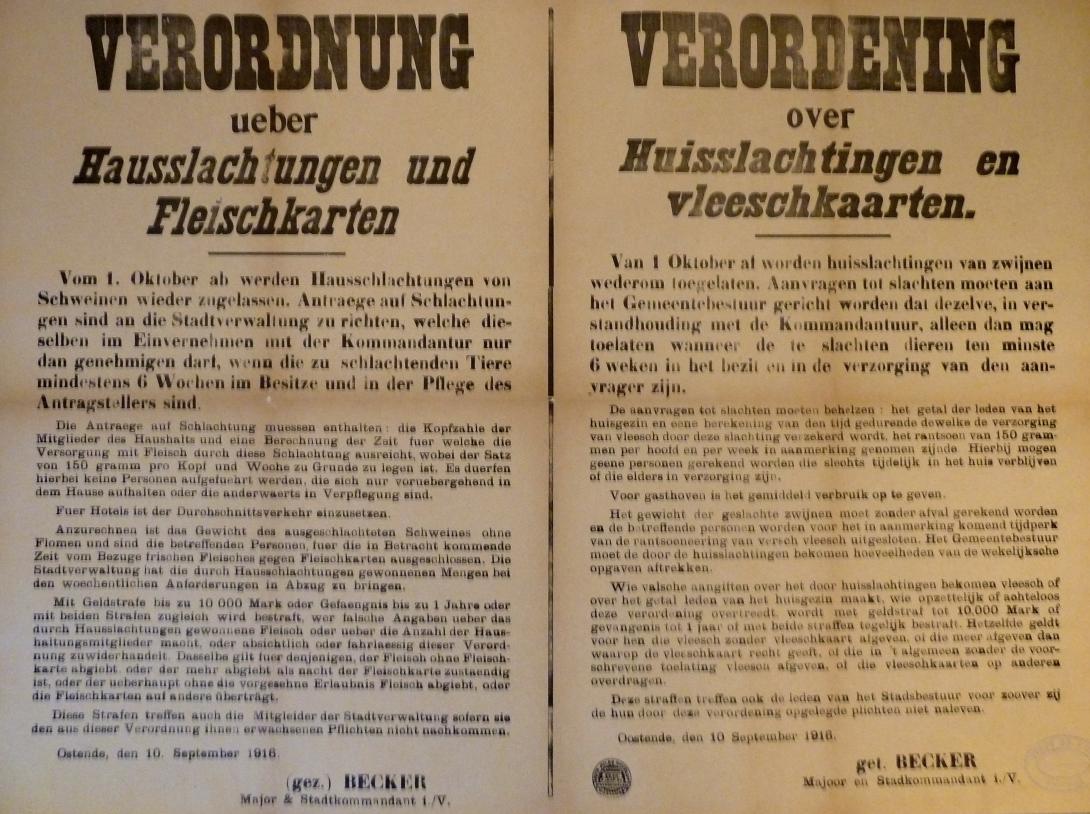 VERORDNUNG
ueber
Hausslachtungen und
Fleischkarten
Vom 1. Oktober ab werden Hausschlachtungen von
Schweinen wieder zugelassen. Antraege auf Schlachtun-
gen sind an die Stadtverwaltung zu richten, welche die-
selben im Einvernehmen mit der Kommandantur nur
dan genehmigen darf, wenn die zu schlachtenden Tiere
mindestens 6 Wochen im Besitze und in der Pflege des
Antragstellers sind.
Die Antraege auf Schlachtung muessen enthalten : die Kopfzahle der
Mitglieder des Haushalts und eine Berechnung der Zeit fuer welche die
Versorgung mit Fleisch durch diese Schlachtung ausreicht, wobei der Satz
von 150 gramm pro Kopf und Woche zu Grunde zu legen ist. Es duerfen
hierbei keine Personen aufgefuehrt werden, die sich nur voruebergehend in
dem Hause aufhalten oder die anderwaerts in Verpflegung sind.
Fuer Hotels ist der Durchschnittsverkehr einzusetzen.
Anzurechnen ist das Gewicht des ausgeschlachteten Schweines ohne
Flomen und sind die betreffenden Personen, fuer die in Betracht kommende
Zeit vom Bezuge frischen Fleisches gegen Fleischkarten ausgeschlossen. Die
Stadtverwaltung hat die durch Hausschlachtungen gewonnenen Mengen bei
den woechentlichen Anforderungen in Abzug zu bringen.
Mit Geldstrafe bis zu 10 000 Mark oder Gefaengnis bis zu 1 Jahre oder
mit beiden Strafen zugleich wird bestraft, wer falsche Angaben ueber das
durch Hausslachtungen gewonnene Fleisch oder ueber die Anzahl der Haus-
haltungsmitglieder macht, oder absichtlich oder fahrlaessig dieser Verord-
nung zuwiderhandelt. Dasselbe gilt fuer denjenigen, der Fleisch ohne Fleisch-
karte abgiebt, oder der mehr abgiebt als nacht der Fleischkarte zustaendig
ist, oder der ueberhaupt ohne die vorgesehne Erlaubnis Fleisch abgiebt, oder
die Fleischkarten auf andere überträgt.
Diese Strafen treffen auch die Mitgleider der Stadtverwaltung sofern sie
den aus dieser Verordnung ihnen erwachsenen Pflichten nicht nachkommen.
Ostende, den 10. September 1916.
(gez.) BECKER
Major & Stadtkommandant i./V.
VERORDENING
over
Huisslachtingen en
vleeschkaarten.
Van 1 Oktober af worden huisslachtingen van zwijnen
wederom toegelaten. Aanvragen tot slachten moeten aan
het Gemeentebestuur gericht worden dat dezelve, in ver-
standhouding met de Kommandantuur, alleen dan mag
toelaten wanneer de te slachten dieren ten minste
6 weken in het bezit en in de verzorging van den aan-
vrager zijn.
De aanvragen tot slachten moeten behelzen : het getal der leden van het
huisgezin en eene berekening van den tijd gedurende dewelke de verzorging
van vleesch door deze slachting verzekerd wordt, het rantsoen van 150 gram-
men per hoofd en per week in aanmerking genomen zijnde. Hierbij mogen
geene personen gerekend worden die slechts tijdelijk in het huis verblijven
of die elders in verzorging zijn.
Voor gasthoven is het gemiddeld verbruik op te geven.
Het gewicht der geslachte zwijnen moet zonder afval gerekend worden
en de betreffende personen worden voor het in aanmerking komend tijdperk
van de rantsoeneering van versch vleesch uitgesloten. Het Gemeentebestuur
moet de door de huisslachtingen bekomen hoeveelheden van de wekelijksche
opgaven aftrekken.
Wie valsche aangiften over het door huisslachtingen bekomen vleesch of
over het getal leden van het huisgezin maakt, wie opzettelijk of achteloos
deze verordening overtreedt, wordt met geldstraf tot 10.000 Mark of
gevangenis tot 1 jaar of met beide straffen tegelijk bestraft. Hetzelfde geldt
voor hen die vleesch zonder vleeschkaart afgeven, of die meer afgeven dan
waarop de vleeschkaart recht geeft, of die in 't algemeen zonder de voor-
schrevene toelating vleesch afgeven, of die vleeschkaarten op anderen
overdragen.
Deze straffen treffen ook de leden van het Stadsbestuur voor zoover zij
de hun door deze verordening opgelegde plichten niet naleven.
Oostende, den 10 September 1916.
get. BECKER
Majoor en Stadkommandant i./V.